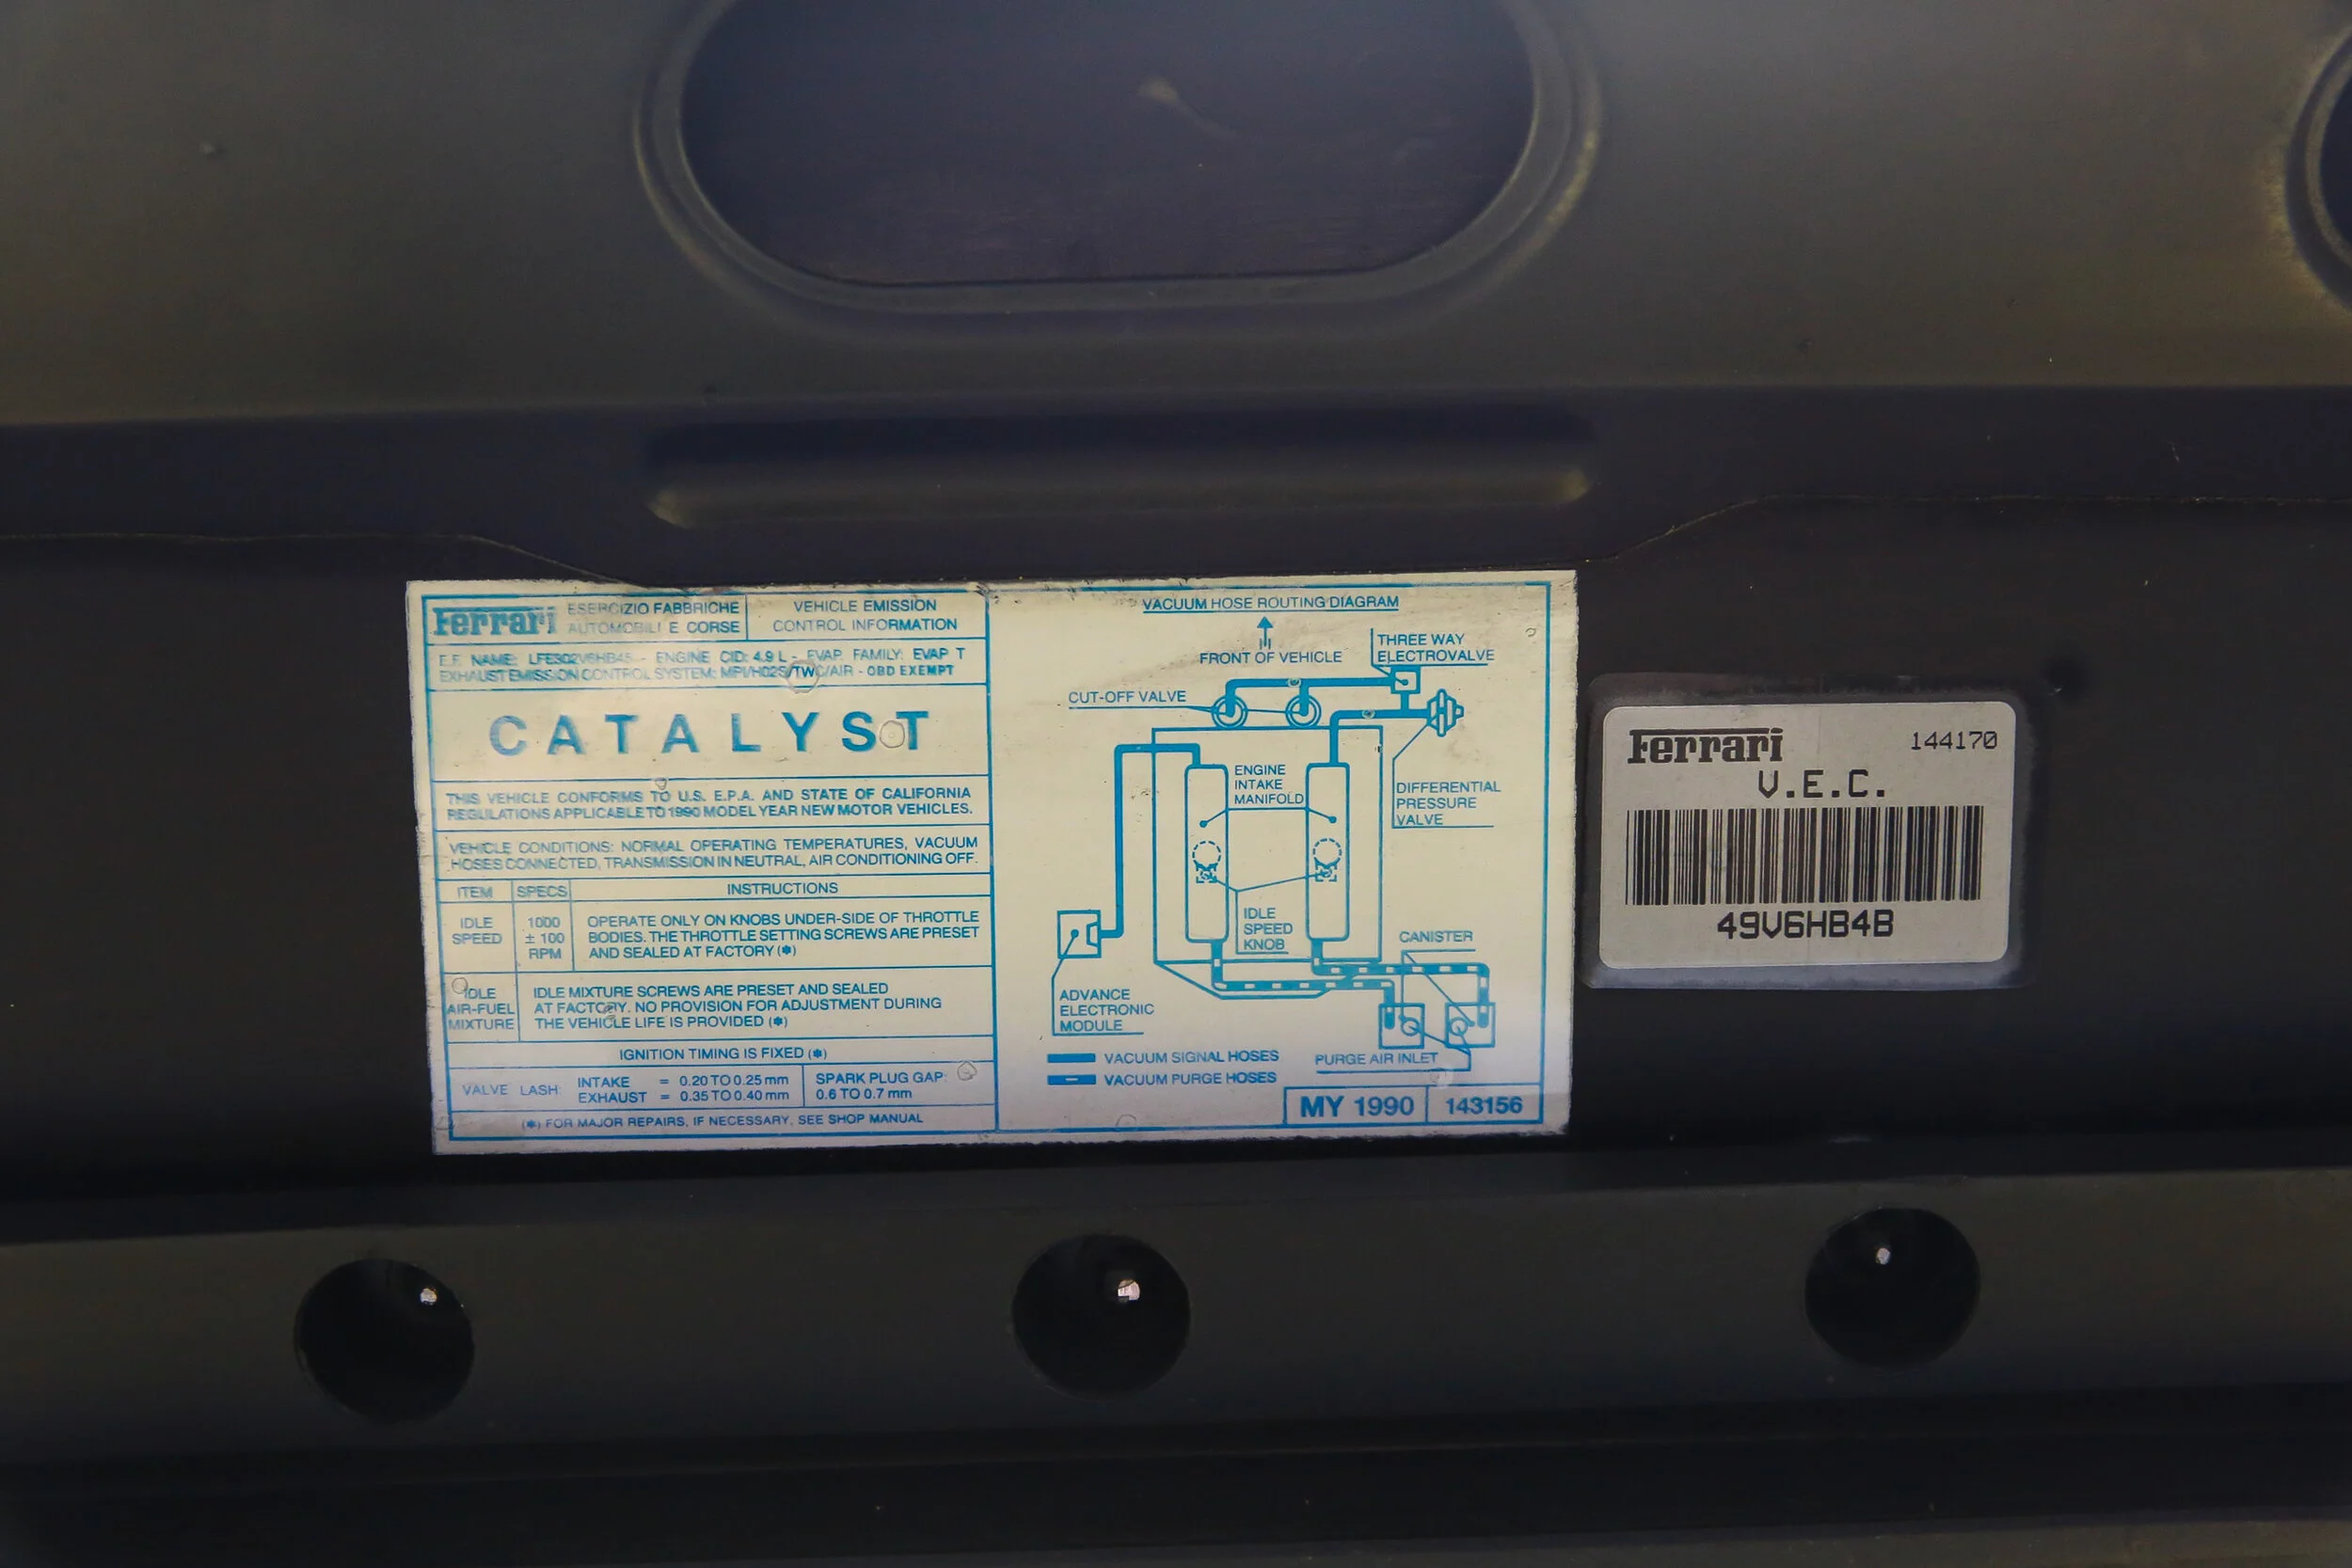 Ferrari ESERCIZIO FABBRICHE
AUTOMOBILI E CORSE
VEHICLE EMISSION
CONTROL INFORMATION
E.F. NAME: - ENGINE CID: 4.9 L - EVAP. FAMILY: EVAP T
EXHAUST EMISSION CONTROL SYSTEM: MPI/HO2S/TWC/AIR - OBD EXEMPT
CATALYST
THIS VEHICLE CONFORMS TO U.S. E.P.A. AND STATE OF CALIFORNIA
REGULATIONS APPLICABLE TO 1990 MODEL YEAR NEW MOTOR VEHICLES.
VEHICLE CONDITIONS: NORMAL OPERATING TEMPERATURES, VACUUM
HOSES CONNECTED, TRANSMISSION IN NEUTRAL, AIR CONDITIONING OFF.
ITEM SPECS INSTRUCTIONS
IDLE
SPEED
1000
± 100
RPM
OPERATE ONLY ON KNOBS UNDER-SIDE OF THROTTLE
BODIES. THE THROTTLE SETTING SCREWS ARE PRESET
AND SEALED AT FACTORY (✽)
IDLE
AIR-FUEL
MIXTURE
IDLE MIXTURE SCREWS ARE PRESET AND SEALED
AT FACTORY. NO PROVISION FOR ADJUSTMENT DURING
THE VEHICLE LIFE IS PROVIDED (✽)
IGNITION TIMING IS FIXED (✽)
VALVE LASH:
INTAKE = 0.20 TO 0.25 mm
EXHAUST = 0.35 TO 0.40 mm
SPARK PLUG GAP:
0.6 TO 0.7 mm
(✽) FOR MAJOR REPAIRS, IF NECESSARY, SEE SHOP MANUAL
VACUUM HOSE ROUTING DIAGRAM
FRONT OF VEHICLE
THREE WAY
ELECTROVALVE
CUT-OFF VALVE
ENGINE
INTAKE
MANIFOLD
DIFFERENTIAL
PRESSURE
VALVE
IDLE
SPEED
KNOB
CANISTER
ADVANCE
ELECTRONIC
MODULE
VACUUM SIGNAL HOSES
VACUUM PURGE HOSES
PURGE AIR INLET
MY 1990 143156
Ferrari 144170
V.E.C.
49V6HB4B